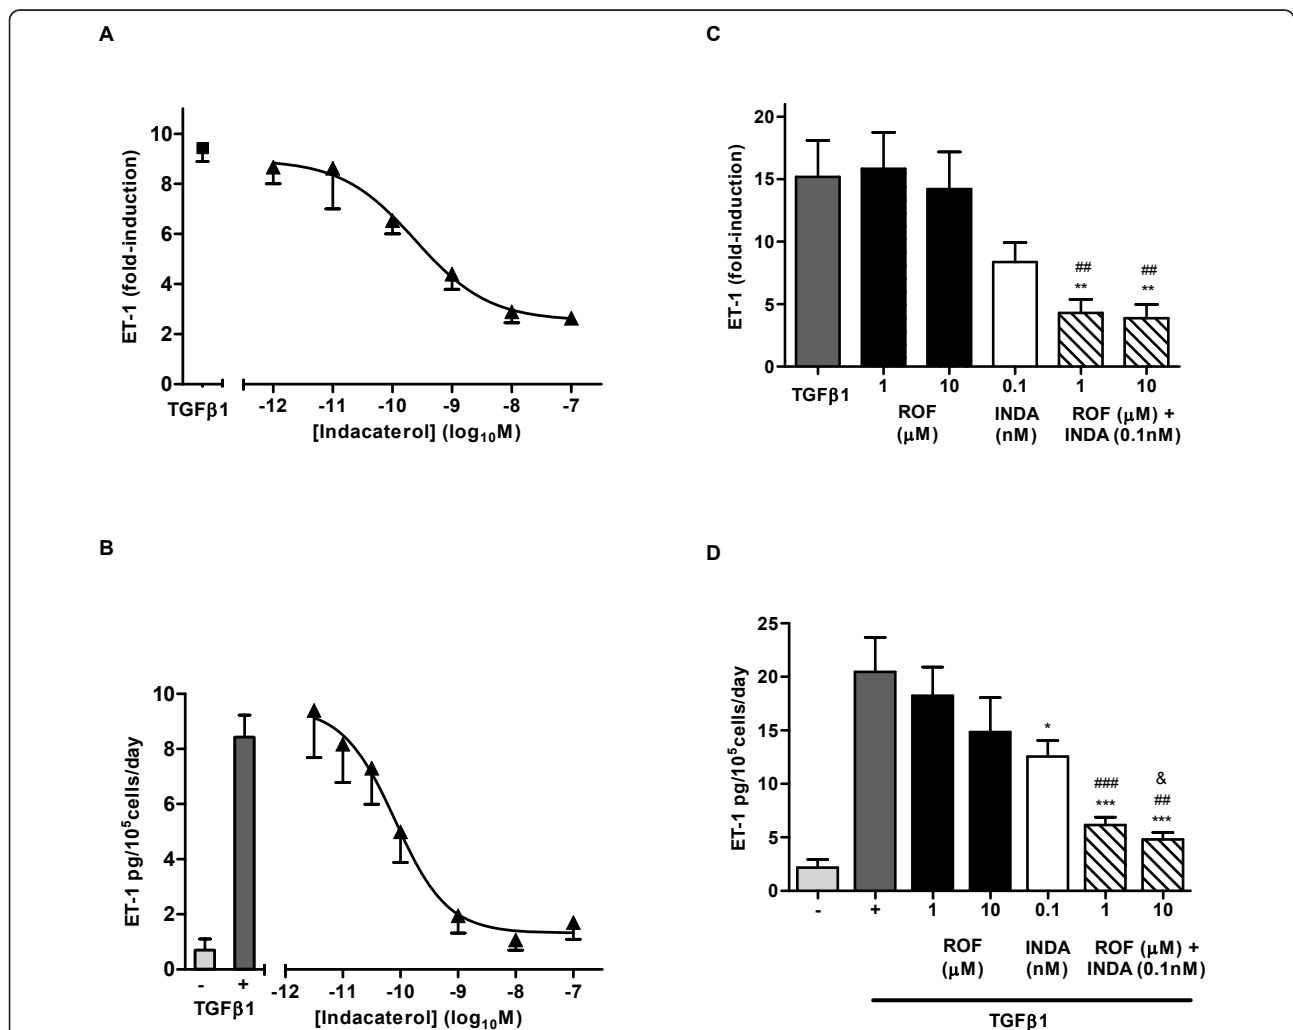 A
ET-1 (fold-induction)
10
8
6
4
2
0
TGFβ1
-12 -11 -10 -9 -8 -7
[Indacaterol] (log10M)
C
ET-1 (fold-induction)
20
15
10
5
0
## ##
** **
TGFβ1 1 10 0.1 1 10
ROF INDA ROF (μM) +
(μM) (nM) INDA (0.1nM)
B
ET-1 pg/10⁵cells/day
10
8
6
4
2
0
- +
TGFβ1
-12 -11 -10 -9 -8 -7
[Indacaterol] (log10M)
D
ET-1 pg/10⁵cells/day
25
20
15
10
5
0
*
### &
*** ##
***
- + 1 10 0.1 1 10
ROF INDA ROF (μM) +
(μM) (nM) INDA (0.1nM)
TGFβ1